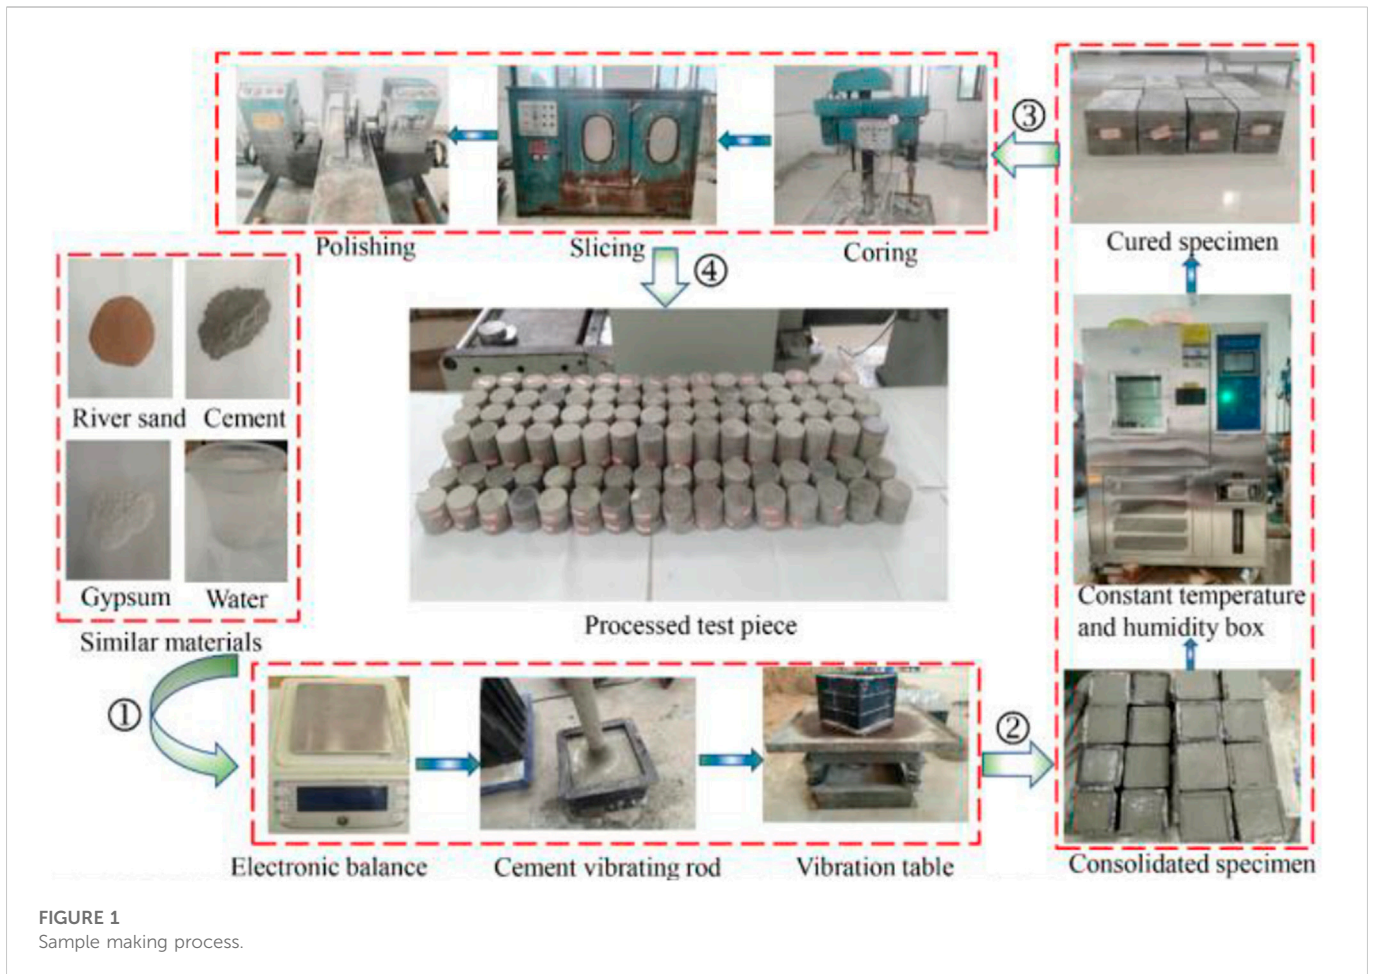 ③
Polishing
Slicing
Coring
Cured specimen
④
River sand
Cement
Gypsum
Water
Similar materials
Processed test piece
Constant temperature
and humidity box
①
②
Electronic balance
Cement vibrating rod
Vibration table
Consolidated specimen
FIGURE 1
Sample making process.